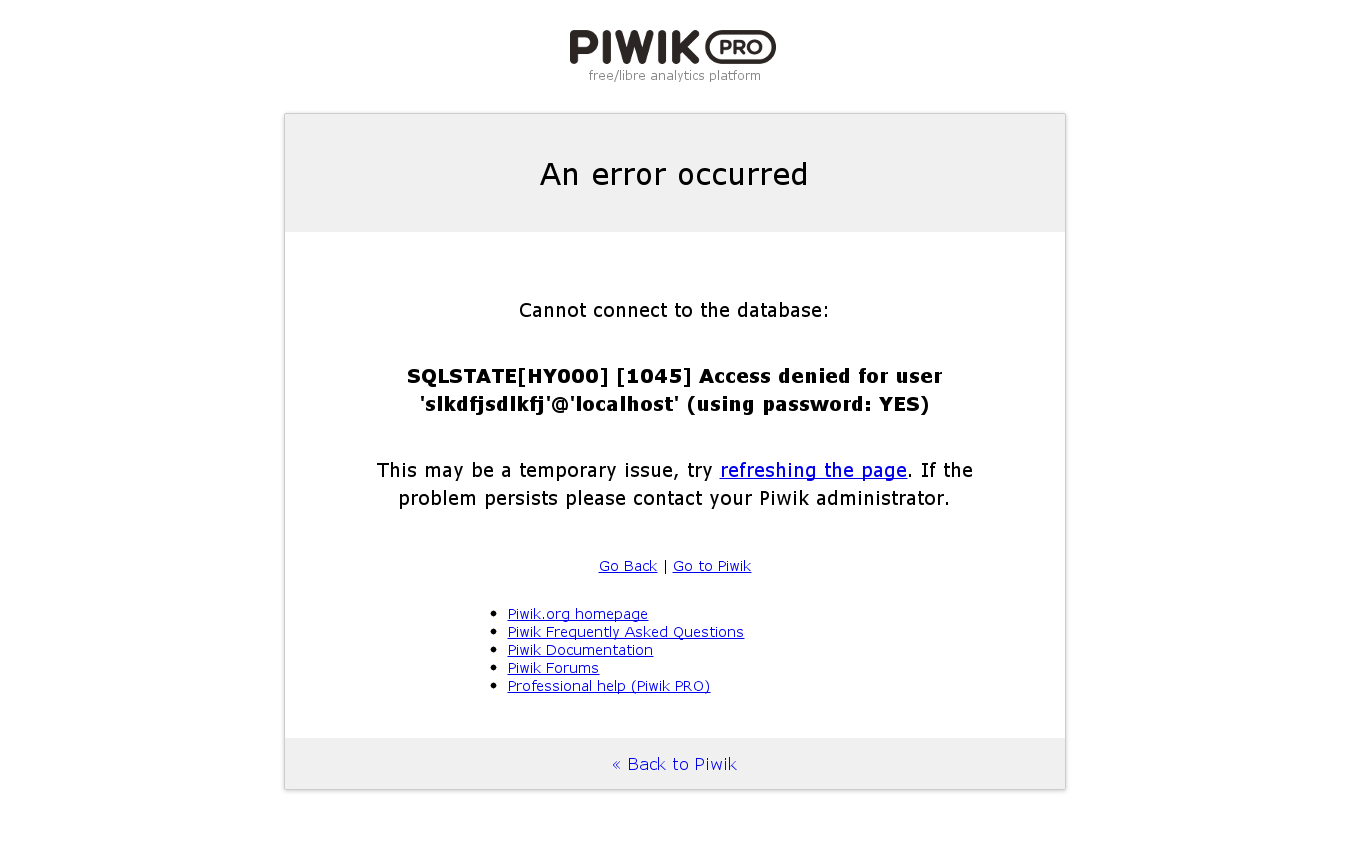 PIWIK PRO
free/libre analytics platform
An error occurred
Cannot connect to the database:
SQLSTATE[HY000] [1045] Access denied for user
'slkdfjsdlkfj'@'localhost' (using password: YES)
This may be a temporary issue, try refreshing the page. If the
problem persists please contact your Piwik administrator.
Go Back | Go to Piwik
• Piwik.org homepage
• Piwik Frequently Asked Questions
• Piwik Documentation
• Piwik Forums
• Professional help (Piwik PRO)
« Back to Piwik